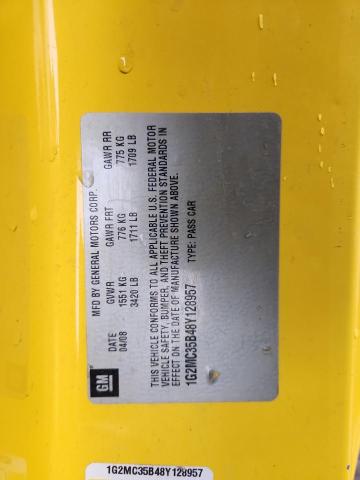 MFD BY GENERAL MOTORS CORP.
DATE GVWR GAWR FRT GAWR RR
04/08 1551 KG 776 KG 775 KG
3420 LB 1711 LB 1709 LB
THIS VEHICLE CONFORMS TO ALL APPLICABLE U.S. FEDERAL MOTOR
VEHICLE SAFETY, BUMPER, AND THEFT PREVENTION STANDARDS IN
EFFECT ON THE DATE OF MANUFACTURE SHOWN ABOVE.
1G2MC35B48Y128957 TYPE: PASS CAR
GM
1G2MC35B48Y128957